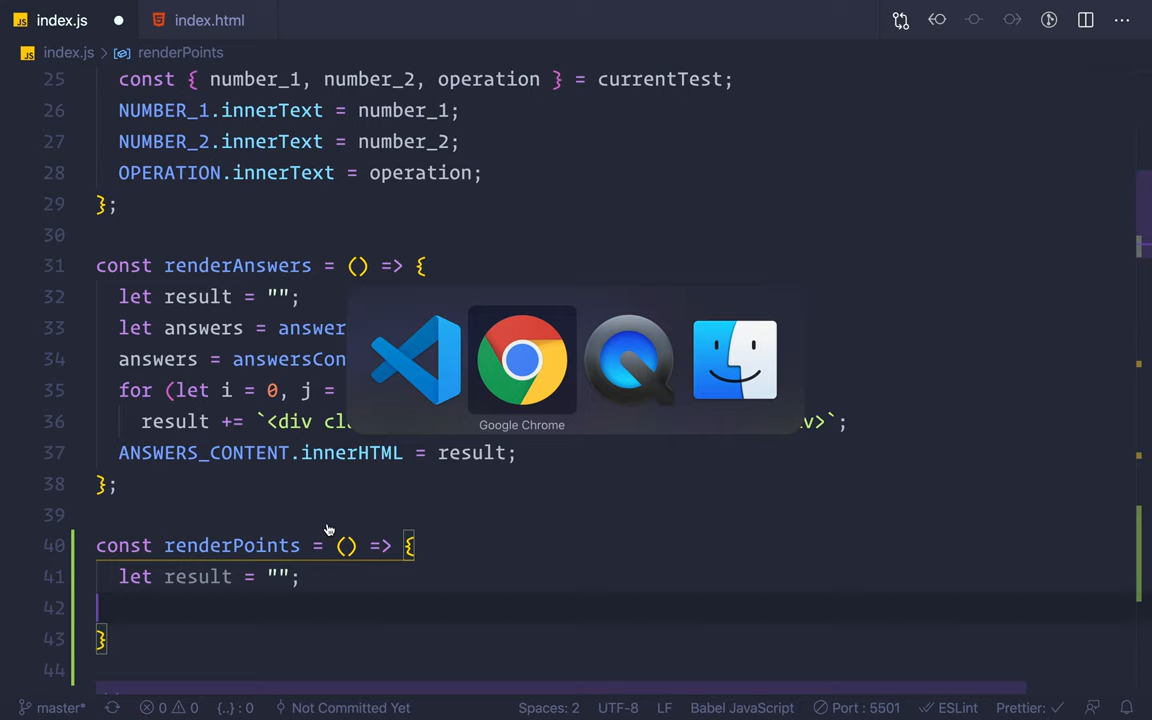 JS index.js
index.html
JS index.js > renderPoints
25 const { number_1, number_2, operation } = currentTest;
26 NUMBER_1.innerText = number_1;
27 NUMBER_2.innerText = number_2;
28 OPERATION.innerText = operation;
29 };
30
31 const renderAnswers = () => {
32 let result = "";
33 let answers = answer
34 answers = answersCon
35 for (let i = 0, j =
36 result += `<div cl v>`;
Google Chrome
37 ANSWERS_CONTENT.innerHTML = result;
38 };
39
40 const renderPoints = () => {
41 let result = "";
42
43 }
44
master* 0 0 {..} : 0 Not Committed Yet Spaces: 2 UTF-8 LF Babel JavaScript Port : 5501 ESLint Prettier: ✓